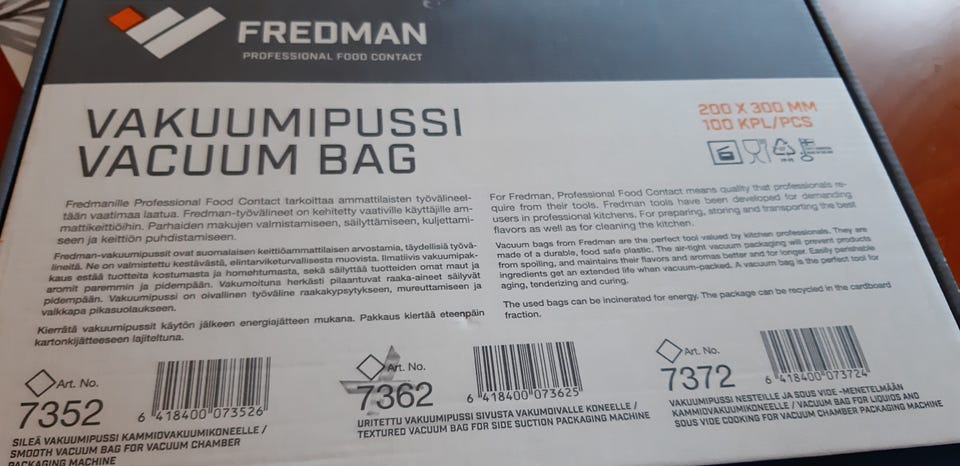 FREDMAN
PROFESSIONAL FOOD CONTACT
VAKUUMIPUSSI
VACUUM BAG
200 X 300 MM
100 KPL/PCS
Fredmanille Professional Food Contact tarkoittaa ammattilaisten työvälineel-
tään vaatimaa laatua. Fredman-työvälineet on kehitetty vaativille käyttäjille am-
mattikeittiöihin. Parhaiden makujen valmistamiseen, säilyttämiseen, kuljettami-
seen ja keittiön puhdistamiseen.
Fredman-vakuumipussit ovat suomalaisen keittiöammattilaisen arvostamia, täydellisiä työvä-
lineitä. Ne on valmistettu kestävästä, elintarviketurvallisesta muovista. Ilmatiivis vakuumipak-
kaus estää tuotteita kostumasta ja homehtumasta, sekä säilyttää tuotteiden omat maut ja
aromit paremmin ja pidempään. Vakumoituna herkästi pilaantuvat raaka-aineet säilyvät
pidempään. Vakuumipussi on oivallinen työväline raakakypsytykseen, mureuttamiseen ja
vaikkapa pikasuolaukseen.
Kierrätä vakuumipussit käytön jälkeen energiajätteen mukana. Pakkaus kiertää eteenpäin
kartonkijätteeseen lajiteltuna.
For Fredman, Professional Food Contact means quality that professionals re-
quire from their tools. Fredman tools have been developed for demanding
users in professional kitchens. For preparing, storing and transporting the best
flavors as well as for cleaning the kitchen.
Vacuum bags from Fredman are the perfect tool valued by kitchen professionals. They are
made of a durable, food safe plastic. The air-tight vacuum packaging will prevent products
from spoiling, and maintains their flavors and aromas better and for longer. Easily perishable
ingredients get an extended life when vacuum-packed. A vacuum bag is the perfect tool for
aging, tenderizing and curing.
The used bags can be incinerated for energy. The package can be recycled in the cardboard
fraction.
Art. No.
7352
6 418400 073526
SILEÄ VAKUUMIPUSSI KAMMIOVAKUUMIKONEELLE /
SMOOTH VACUUM BAG FOR VACUUM CHAMBER
PACKAGING MACHINE
Art. No.
7362
6 418400 073625
URITETTU VAKUUMIPUSSI SIVUSTA VAKUMOIVALLE KONEELLE /
TEXTURED VACUUM BAG FOR SIDE SUCTION PACKAGING MACHINE
Art. No.
7372
6 418400 073724
VAKUUMIPUSSI NESTEILLE JA SOUS VIDE -MENETELMÄÄN
KAMMIOVAKUUMIKONEELLE / VACUUM BAG FOR LIQUIDS AND
SOUS VIDE COOKING FOR VACUUM CHAMBER PACKAGING MACHINE